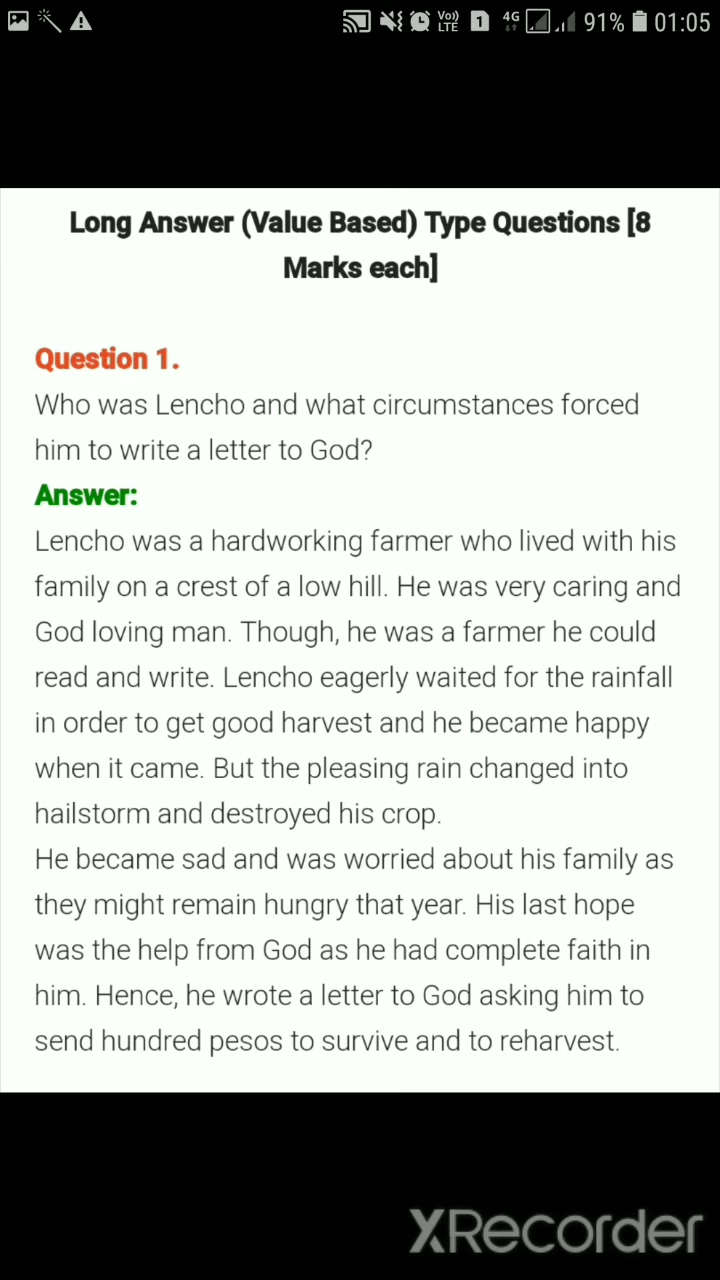 Vo))
LTE
1
4G
91%
01:05
Long Answer (Value Based) Type Questions [8
Marks each]
Question 1.
Who was Lencho and what circumstances forced
him to write a letter to God?
Answer:
Lencho was a hardworking farmer who lived with his
family on a crest of a low hill. He was very caring and
God loving man. Though, he was a farmer he could
read and write. Lencho eagerly waited for the rainfall
in order to get good harvest and he became happy
when it came. But the pleasing rain changed into
hailstorm and destroyed his crop.
He became sad and was worried about his family as
they might remain hungry that year. His last hope
was the help from God as he had complete faith in
him. Hence, he wrote a letter to God asking him to
send hundred pesos to survive and to reharvest.
XRecorder